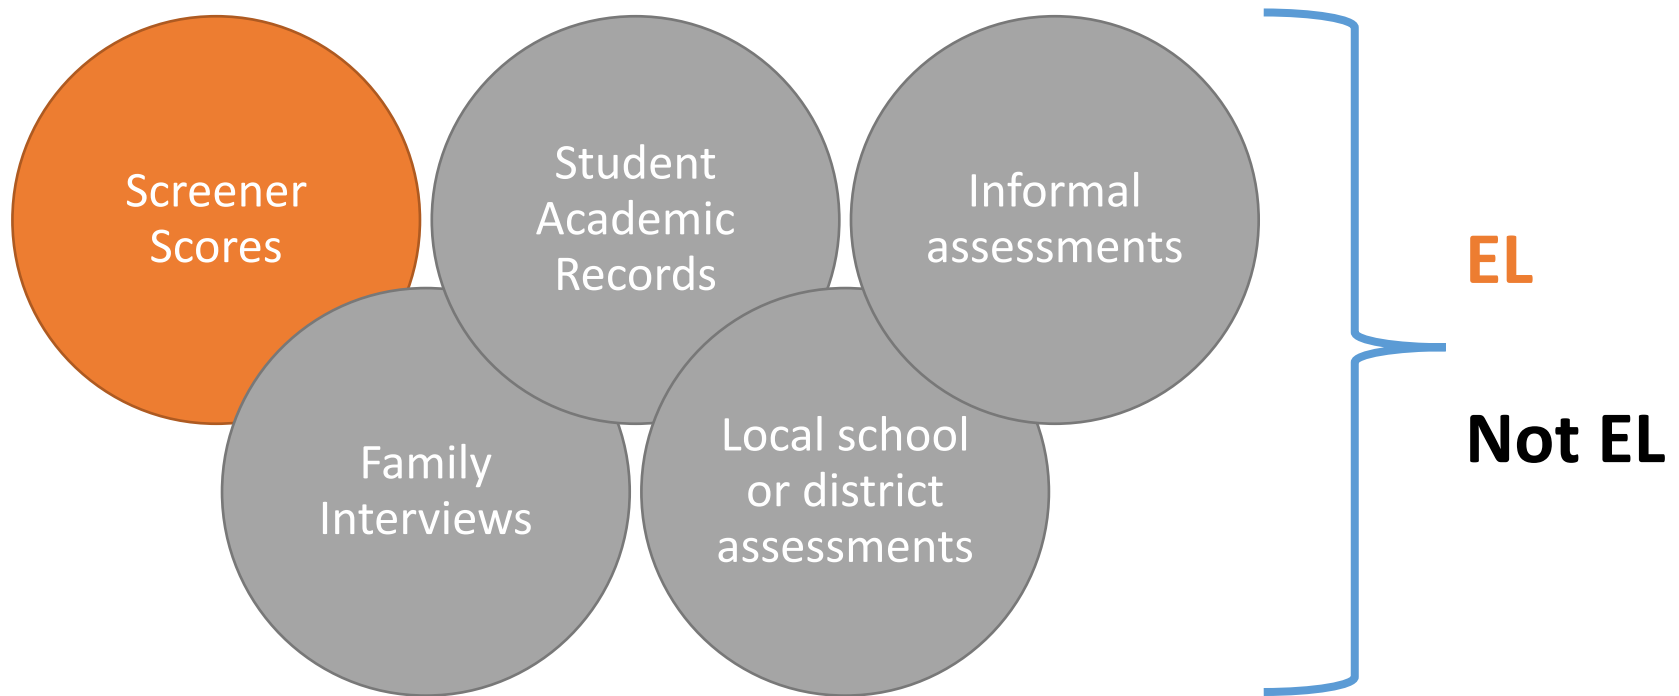 Screener
Scores
Student
Academic
Records
Informal
assessments
Family
Interviews
Local school
or district
assessments
EL
Not EL